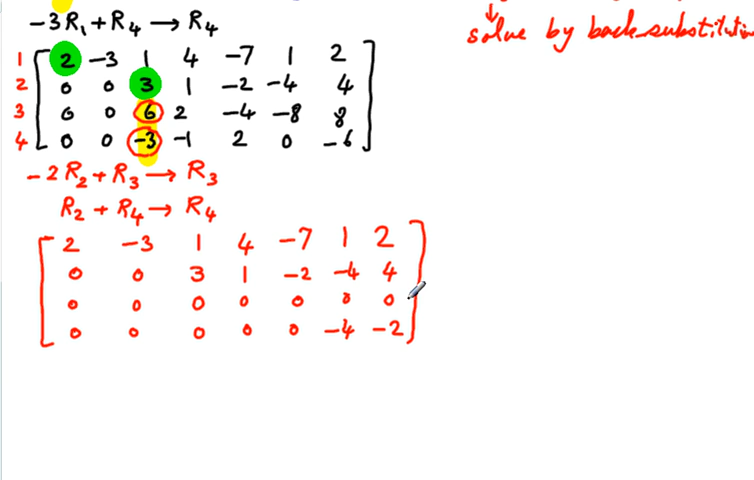 -3R₁ + R₄ → R₄
↓
solve by back-substitution
1 [ 2 -3 1 4 -7 1 2 ]
2 0 0 3 1 -2 -4 4
3 0 0 6 2 -4 -8 8
4 0 0 -3 -1 2 0 -6
-2R₂ + R₃ → R₃
R₂ + R₄ → R₄
[ 2 -3 1 4 -7 1 2 ]
0 0 3 1 -2 -4 4
0 0 0 0 0 0 0
0 0 0 0 0 -4 -2